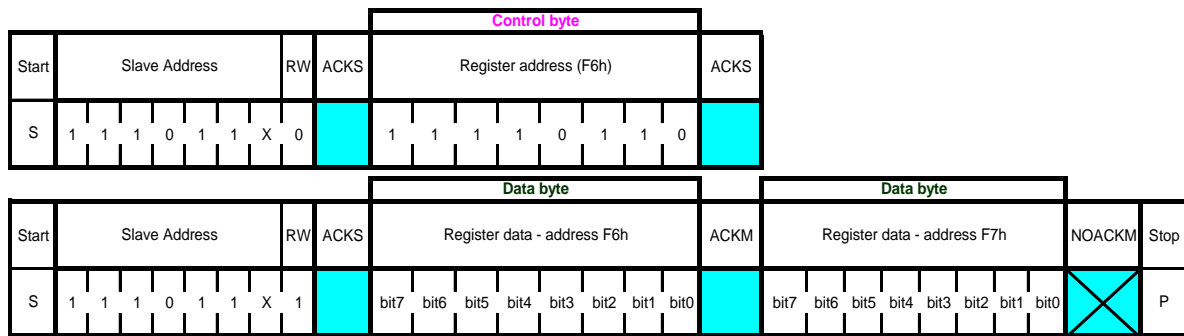 Control byte
Start Slave Address RW ACKS Register address (F6h) ACKS
S 1 1 1 0 1 1 X 0 1 1 1 1 0 1 1 0
Data byte Data byte
Start Slave Address RW ACKS Register data - address F6h ACKM Register data - address F7h NOACKM Stop
S 1 1 1 0 1 1 X 1 bit7 bit6 bit5 bit4 bit3 bit2 bit1 bit0 bit7 bit6 bit5 bit4 bit3 bit2 bit1 bit0 P